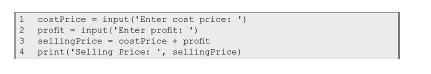 1 costPrice = input('Enter cost price: ')
2 profit = input('Enter profit: ')
3 sellingPrice = costPrice + profit
4 print('Selling Price: ', sellingPrice)